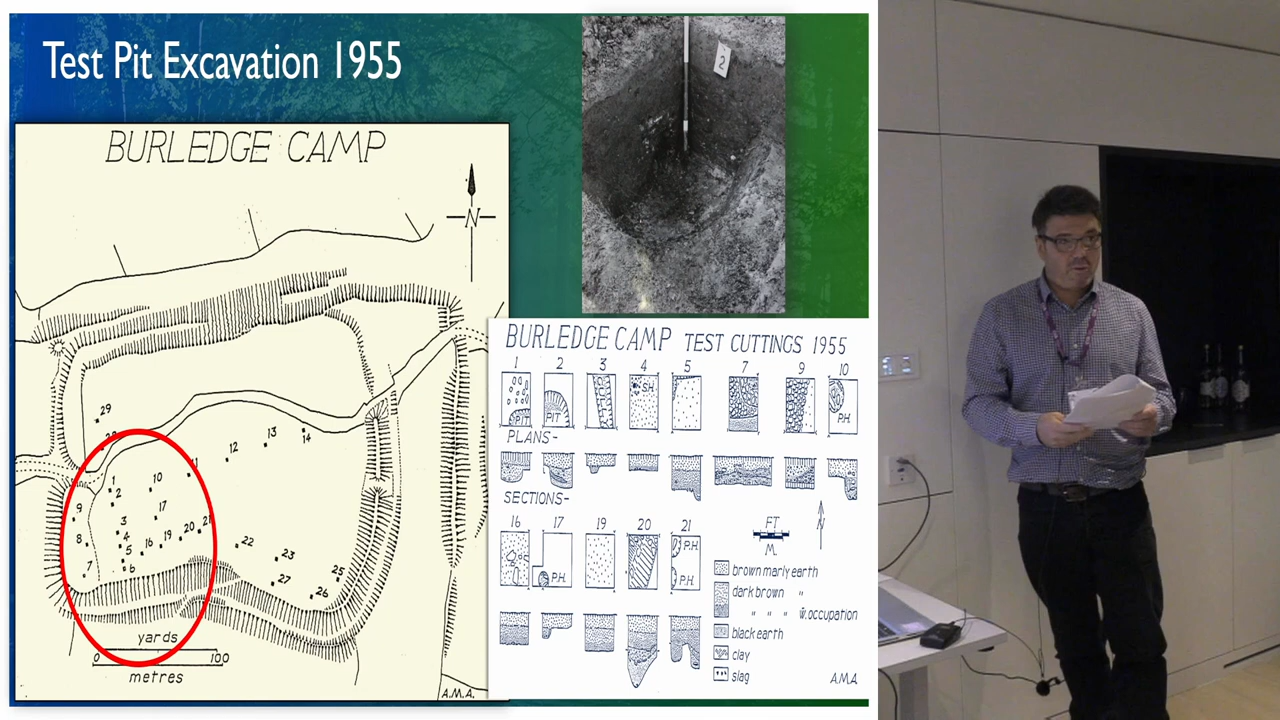 Test Pit Excavation 1955
BURLEDGE CAMP
N
29
28
14
13
12
11
10
1
2
9
17
3
8
4
5
16
19
20
21
6
7
22
23
25
27
26
yards
0 100
metres
A.M.A.
2
BURLEDGE CAMP TEST CUTTINGS 1955
1 2 3 4 5 7 9 10
SH.
PIT PIT P.H.
PLANS-
SECTIONS-
16 17 19 20 21
P.H.
P.H. P.H.
FT
M.
N
brown marly earth
dark brown "
" " " w. occupation
black earth
clay
slag
A.M.A.